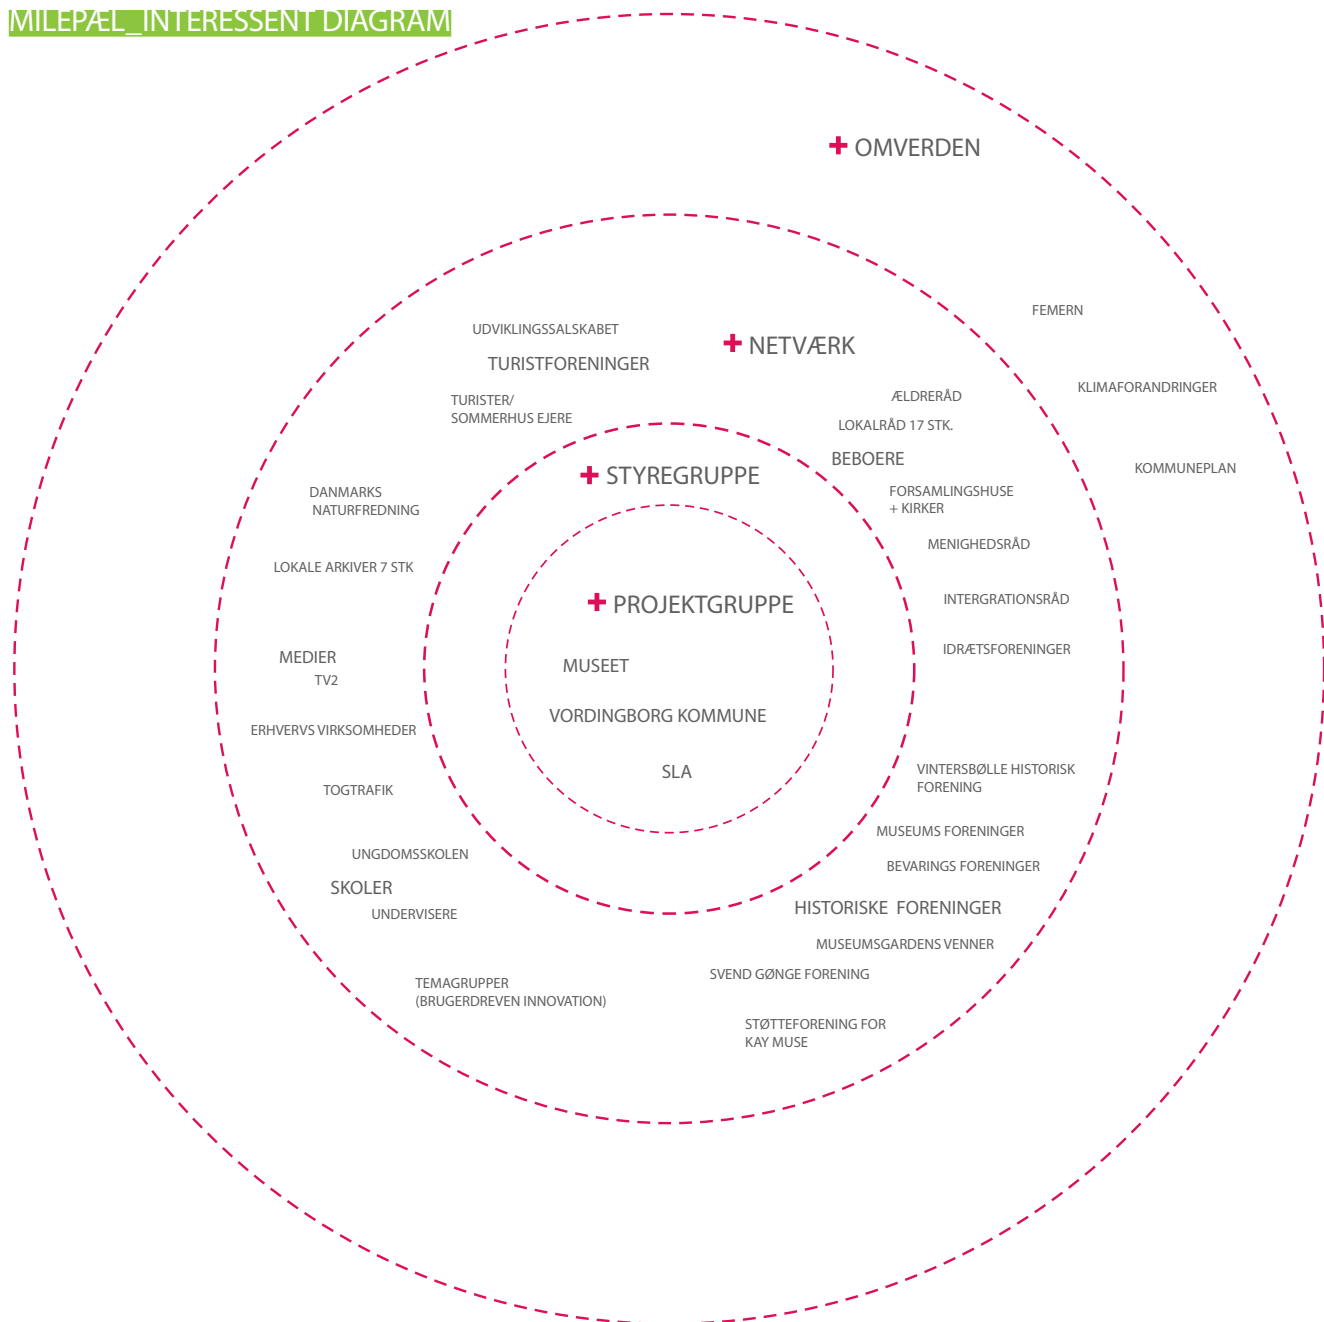 MILEPÆL_INTERESSENT DIAGRAM
+ OMVERDEN
FEMERN
KLIMAFORANDRINGER
KOMMUNEPLAN
+ NETVÆRK
UDVIKLINGSSALSKABET
TURISTFORENINGER
TURISTER/
SOMMERHUS EJERE
ÆLDRERÅD
LOKALRÅD 17 STK.
BEBOERE
FORSAMLINGSHUSE
+ KIRKER
MENIGHEDSRÅD
INTERGRATIONSRÅD
IDRÆTSFORENINGER
+ STYREGRUPPE
DANMARKS
NATURFREDNING
LOKALE ARKIVER 7 STK
+ PROJEKTGRUPPE
MUSEET
VORDINGBORG KOMMUNE
SLA
MEDIER
TV2
ERHVERVS VIRKSOMHEDER
TOGTRAFIK
UNGDOMSSKOLEN
SKOLER
UNDERVISERE
TEMAGRUPPER
(BRUGERDREVEN INNOVATION)
VINTERSBØLLE HISTORISK
FORENING
MUSEUMS FORENINGER
BEVARINGS FORENINGER
HISTORISKE FORENINGER
MUSEUMSGARDENS VENNER
SVEND GØNGE FORENING
STØTTEFORENING FOR
KAY MUSE